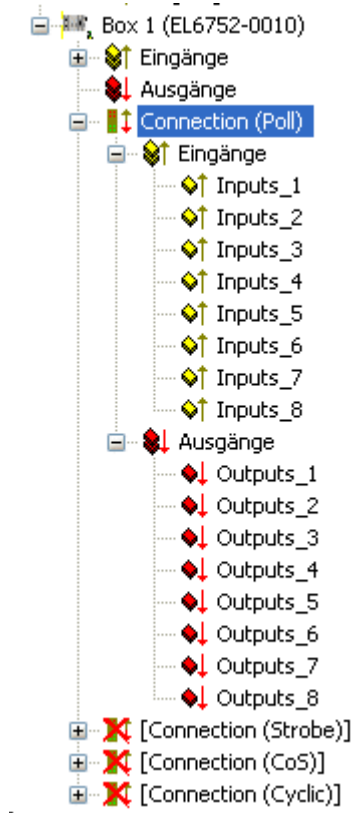 Box 1 (EL6752-0010)
Eingänge
Ausgänge
Connection (Poll)
Eingänge
Inputs_1
Inputs_2
Inputs_3
Inputs_4
Inputs_5
Inputs_6
Inputs_7
Inputs_8
Ausgänge
Outputs_1
Outputs_2
Outputs_3
Outputs_4
Outputs_5
Outputs_6
Outputs_7
Outputs_8
[Connection (Strobe)]
[Connection (CoS)]
[Connection (Cyclic)]